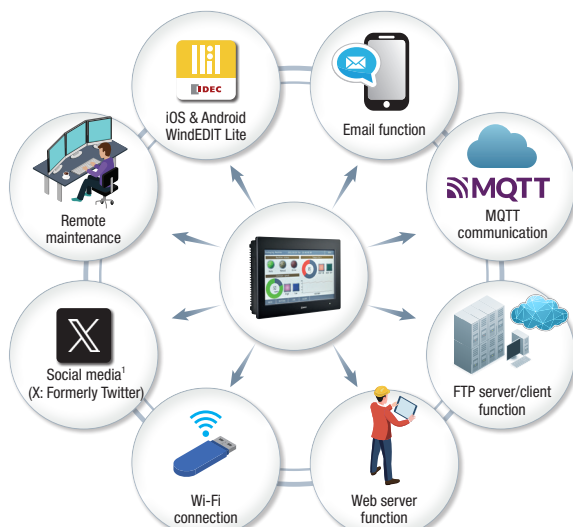 IDEC
iOS & Android
WindEDIT Lite
Email function
Remote
maintenance
MQTT
MQTT
communication
Social media¹
(X: Formerly Twitter)
FTP server/client
function
Wi-Fi
connection
Web server
function